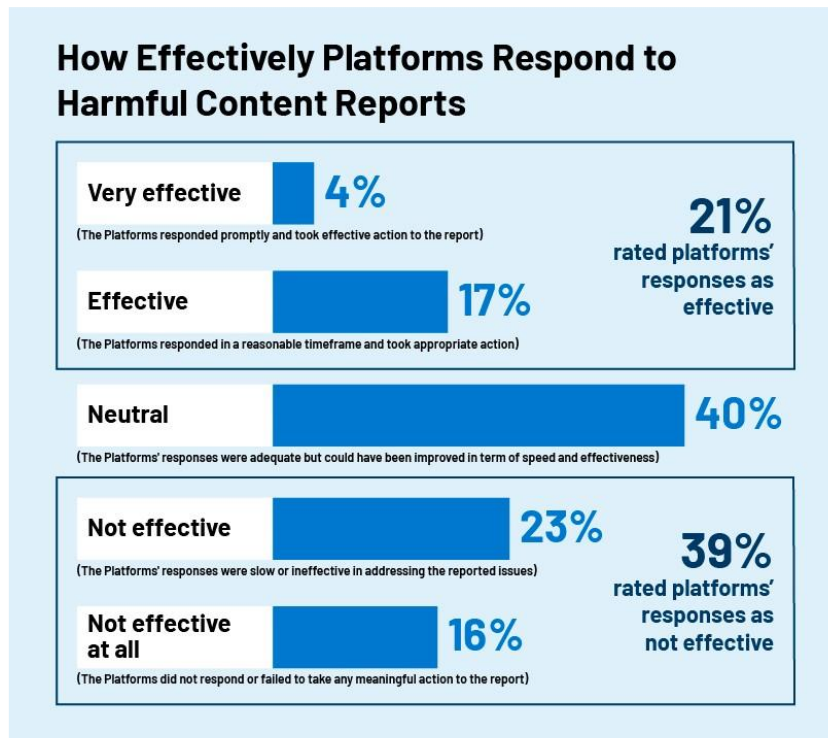 How Effectively Platforms Respond to
Harmful Content Reports
Very effective
4%
(The Platforms responded promptly and took effective action to the report)
Effective
17%
(The Platforms responded in a reasonable timeframe and took appropriate action)
21%
rated platforms'
responses as
effective
Neutral
40%
(The Platforms' responses were adequate but could have been improved in term of speed and effectiveness)
Not effective
23%
(The Platforms' responses were slow or ineffective in addressing the reported issues)
Not effective
at all
16%
(The Platforms did not respond or failed to take any meaningful action to the report)
39%
rated platforms'
responses as
not effective